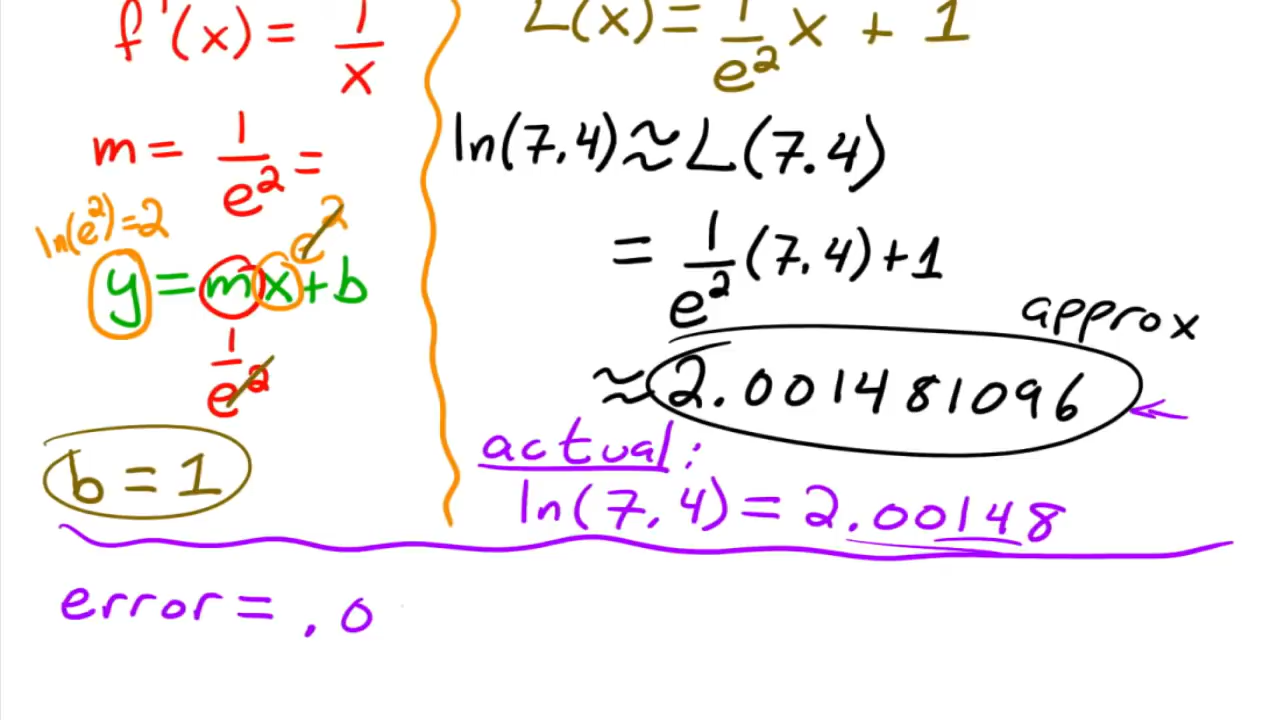 f'(x) = 1/x
m = 1/e² =
ln(e²) = 2
e²
y = mx + b
1/e²
b = 1
L(x) = 1/e² x + 1
ln(7.4) ≈ L(7.4)
= 1/e² (7.4) + 1
approx
≈ 2.001481096
actual:
ln(7.4) = 2.00148
error = .0